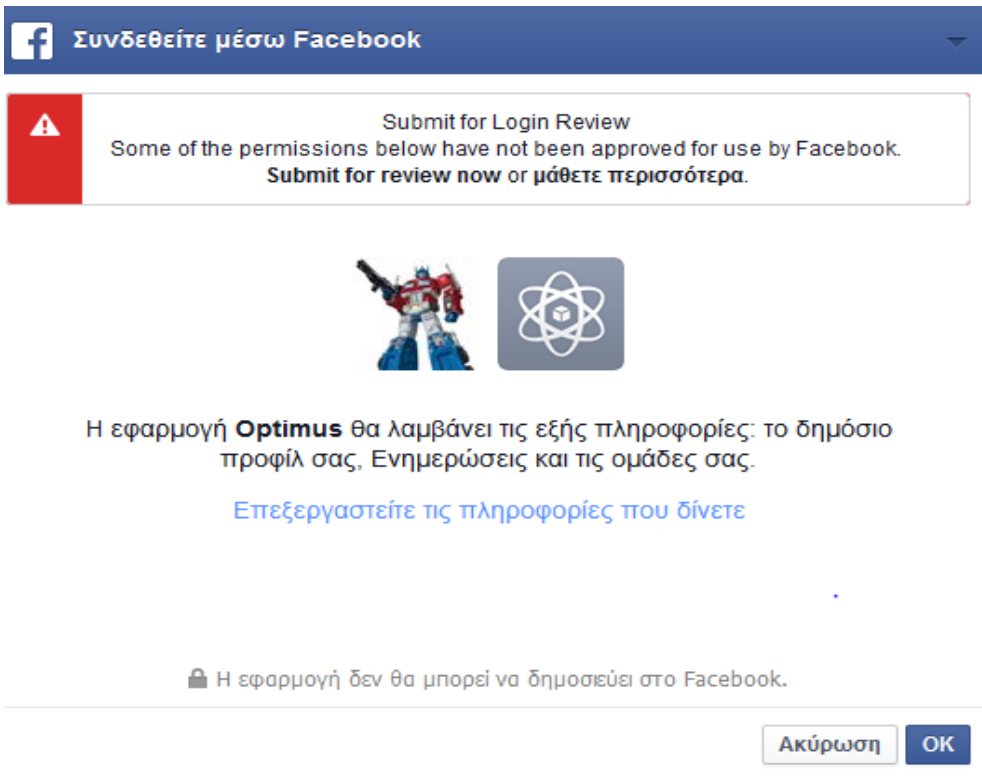 Συνδεθείτε μέσω Facebook
Submit for Login Review
Some of the permissions below have not been approved for use by Facebook.
Submit for review now or μάθετε περισσότερα.
Η εφαρμογή Optimus θα λαμβάνει τις εξής πληροφορίες: το δημόσιο
προφίλ σας, Ενημερώσεις και τις ομάδες σας.
Επεξεργαστείτε τις πληροφορίες που δίνετε
Η εφαρμογή δεν θα μπορεί να δημοσιεύει στο Facebook.
Ακύρωση OK